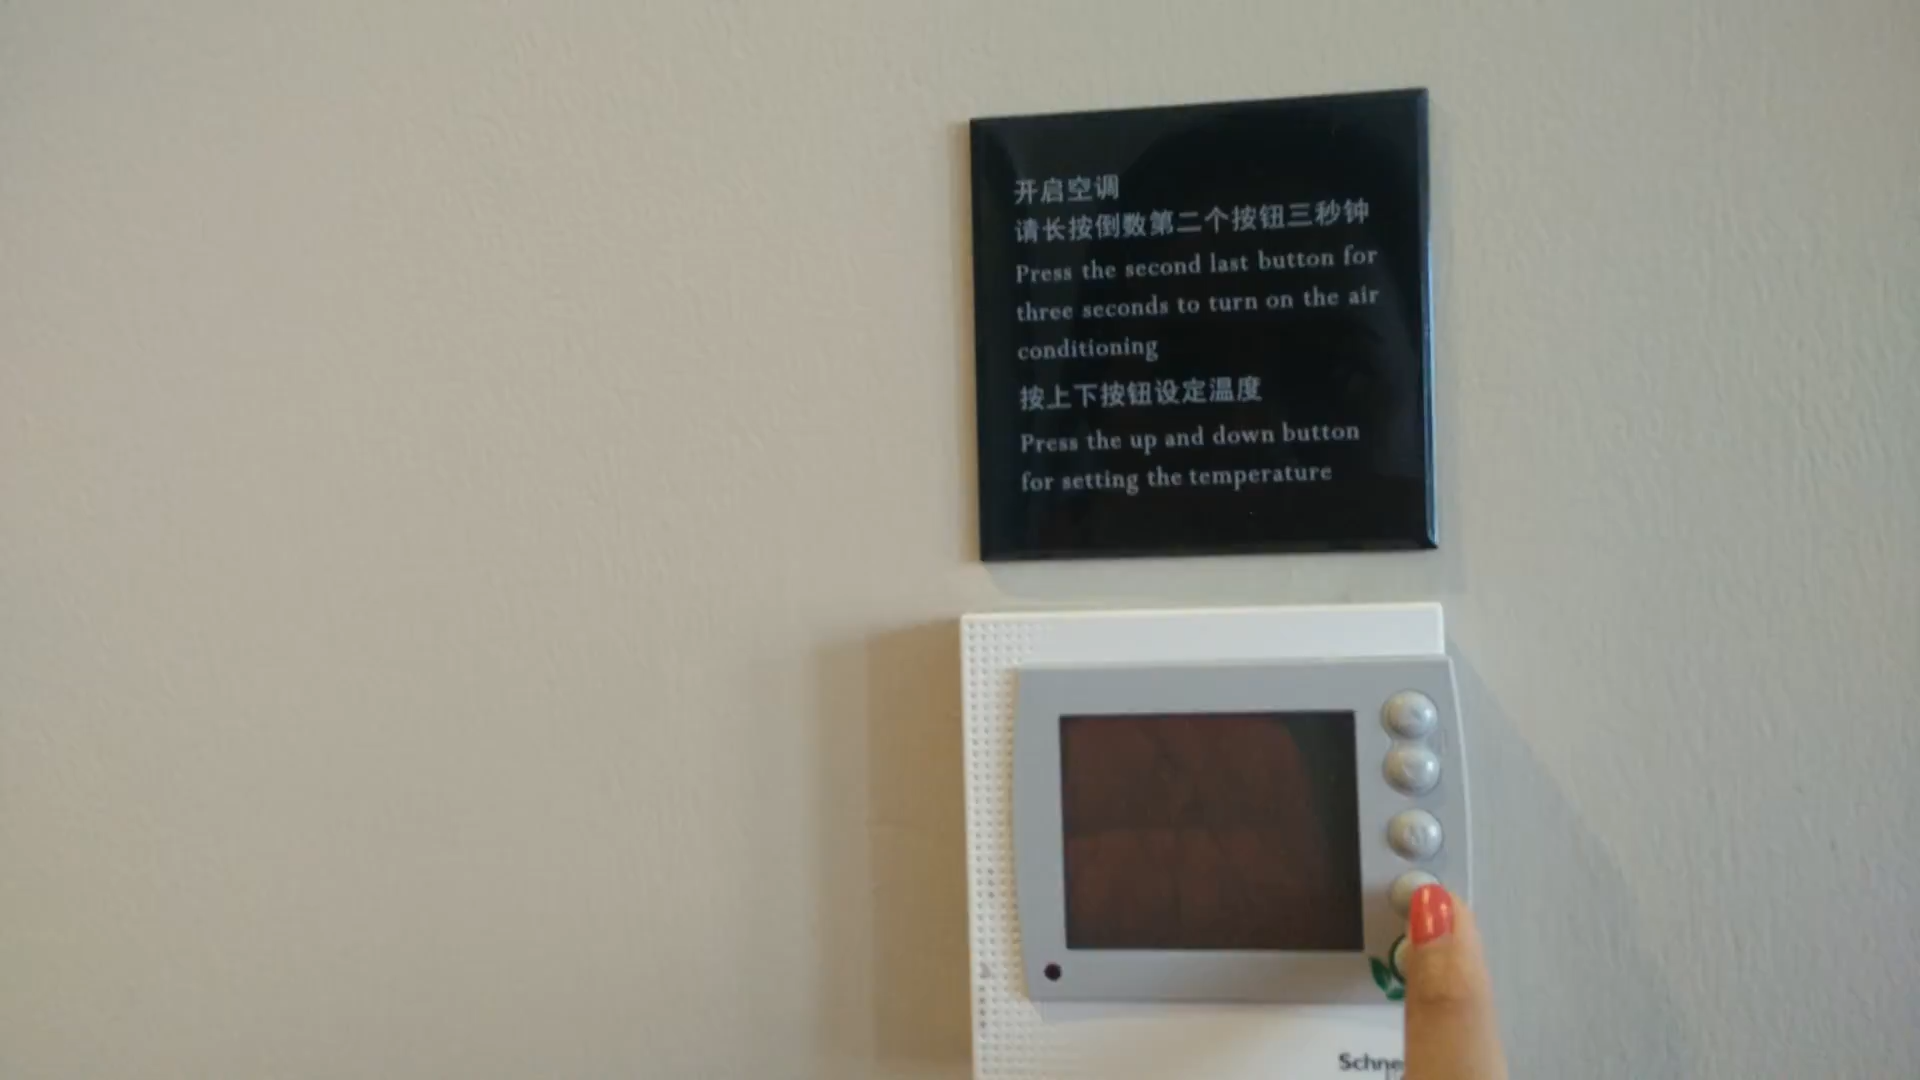 开启空调
请长按倒数第二个按钮三秒钟
Press the second last button for
three seconds to turn on the air
conditioning
按上下按钮设定温度
Press the up and down button
for setting the temperature
Schne